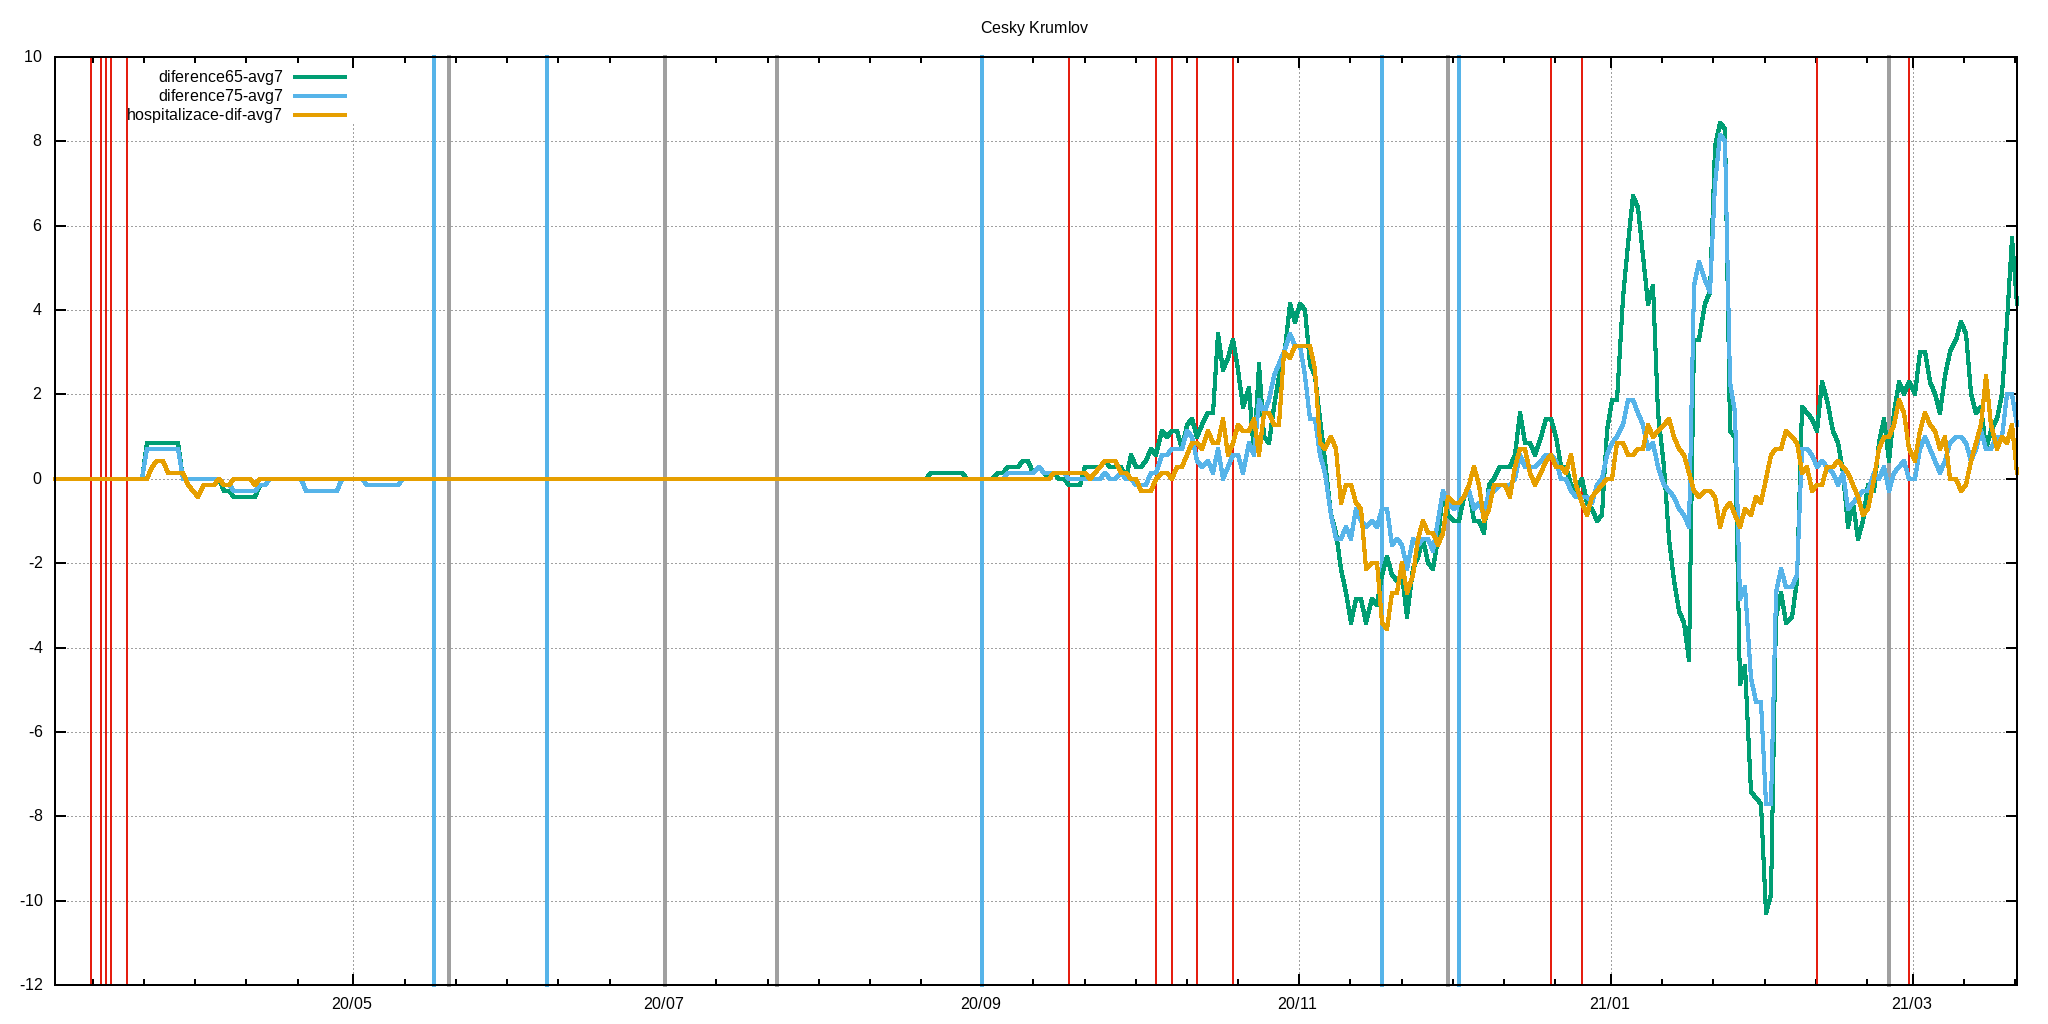 Cesky Krumlov
10
diference65-avg7
diference75-avg7
hospitalizace-dif-avg7
8
6
4
2
0
-2
-4
-6
-8
-10
-12
20/05 20/07 20/09 20/11 21/01 21/03